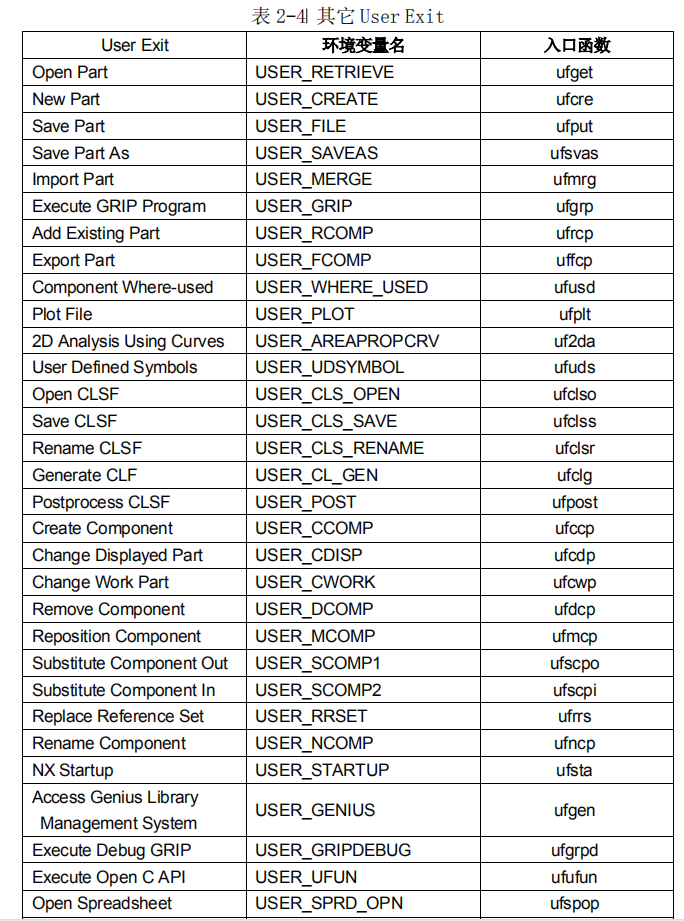 表 2-4 其它 User Exit
User Exit 环境变量名 入口函数
Open Part USER_RETRIEVE ufget
New Part USER_CREATE ufcre
Save Part USER_FILE ufput
Save Part As USER_SAVEAS ufsvas
Import Part USER_MERGE ufmrg
Execute GRIP Program USER_GRIP ufgrp
Add Existing Part USER_RCOMP ufrcp
Export Part USER_FCOMP uffcp
Component Where-used USER_WHERE_USED ufusd
Plot File USER_PLOT ufplt
2D Analysis Using Curves USER_AREAPROPCRV uf2da
User Defined Symbols USER_UDSYMBOL ufuds
Open CLSF USER_CLS_OPEN ufclso
Save CLSF USER_CLS_SAVE ufclss
Rename CLSF USER_CLS_RENAME ufclsr
Generate CLF USER_CL_GEN ufclg
Postprocess CLSF USER_POST ufpost
Create Component USER_CCOMP ufccp
Change Displayed Part USER_CDISP ufcdp
Change Work Part USER_CWORK ufcwp
Remove Component USER_DCOMP ufdcp
Reposition Component USER_MCOMP ufmcp
Substitute Component Out USER_SCOMP1 ufscpo
Substitute Component In USER_SCOMP2 ufscpi
Replace Reference Set USER_RRSET ufrrs
Rename Component USER_NCOMP ufncp
NX Startup USER_STARTUP ufsta
Access Genius Library
Management System USER_GENIUS ufgen
Execute Debug GRIP USER_GRIPDEBUG ufgrpd
Execute Open C API USER_UFUN ufufun
Open Spreadsheet USER_SPRD_OPN ufspop